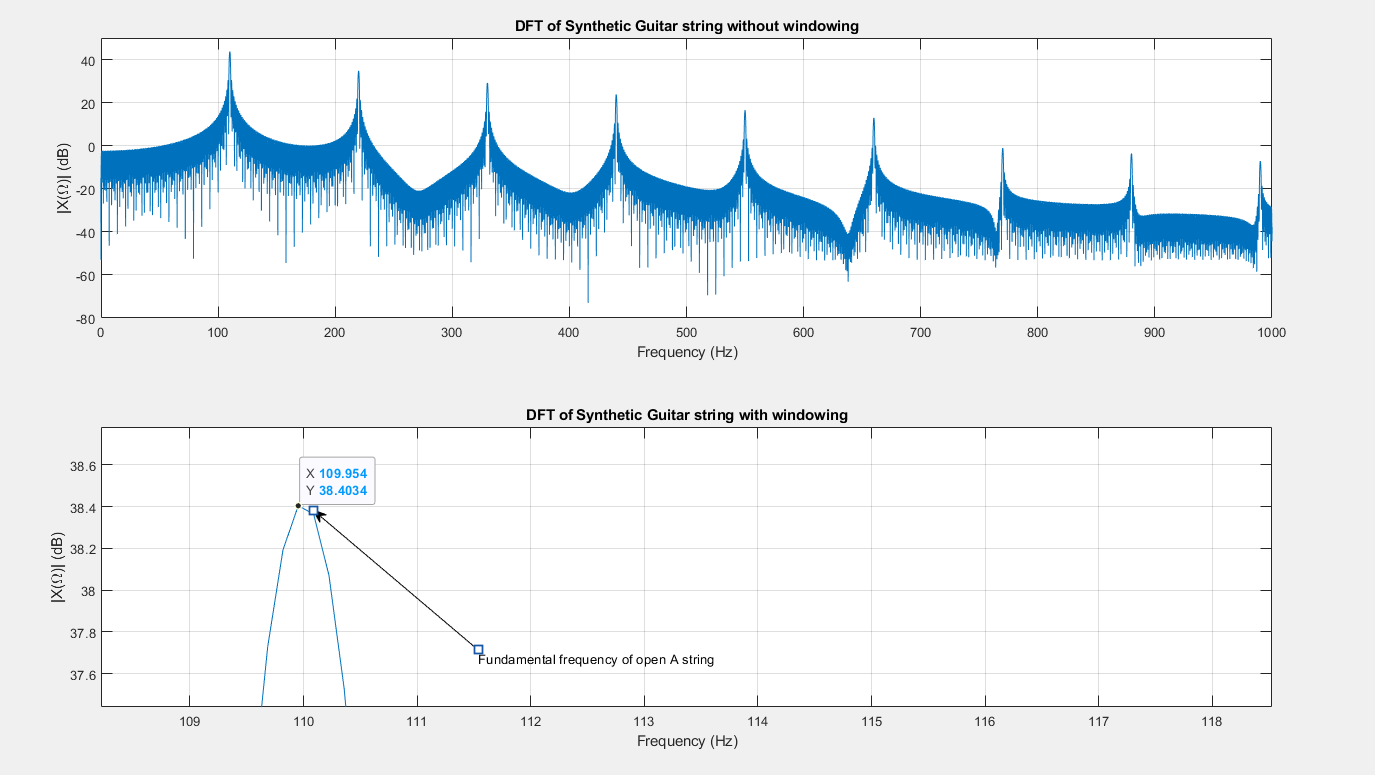 DFT of Synthetic Guitar string without windowing
40
20
0
-20
-40
-60
-80
|X(Ω)| (dB)
0 100 200 300 400 500 600 700 800 900 1000
Frequency (Hz)
DFT of Synthetic Guitar string with windowing
38.6
38.4
38.2
38
37.8
37.6
|X(Ω)| (dB)
X 109.954
Y 38.4034
Fundamental frequency of open A string
109 110 111 112 113 114 115 116 117 118
Frequency (Hz)